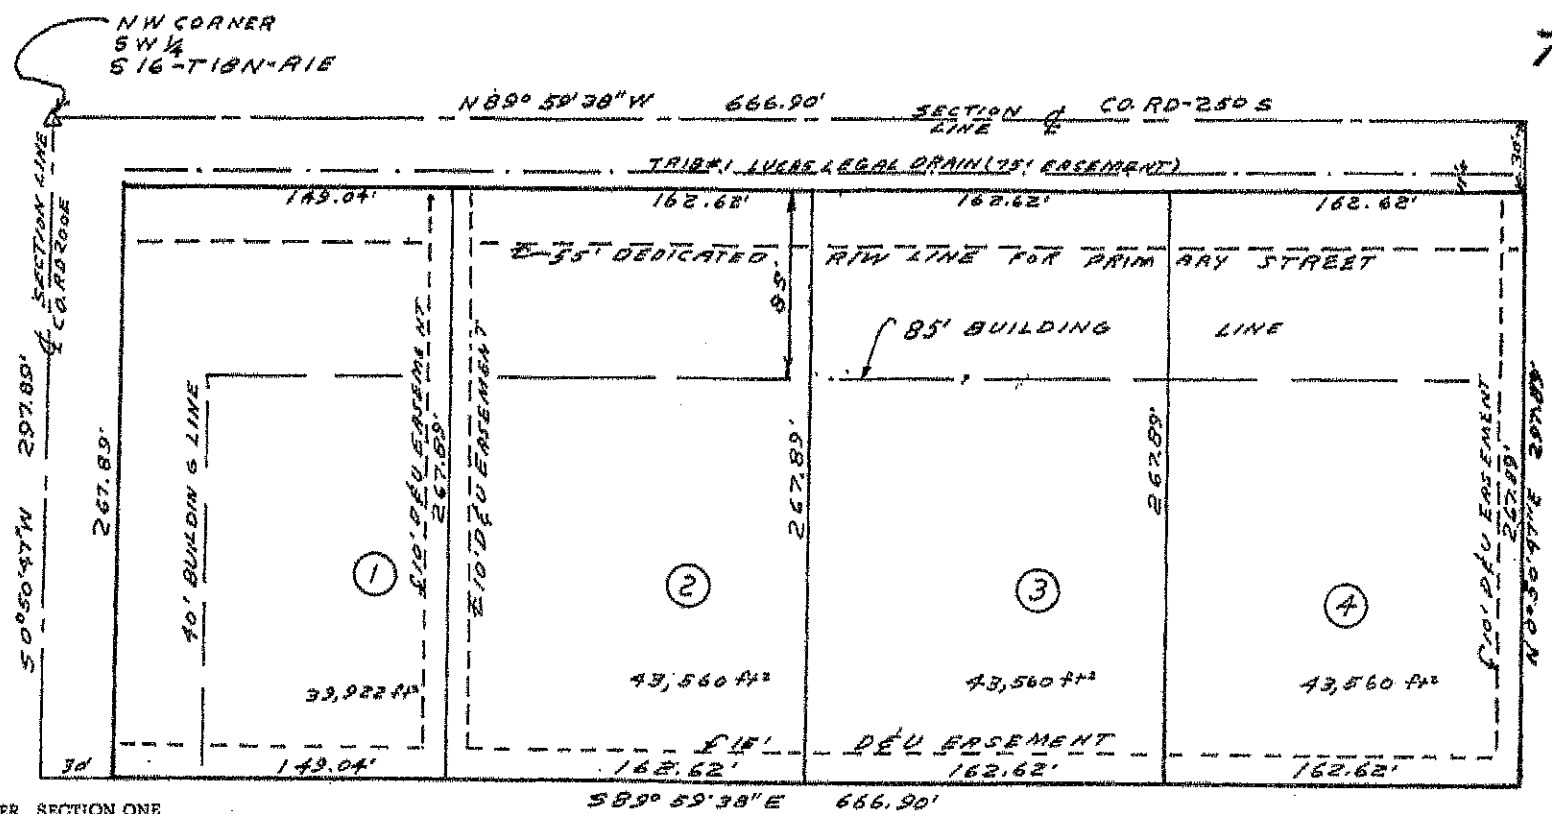 NW CORNER
SW 1/4
S 16-T18N-R1E
N 89° 59' 38" W 666.90'
SECTION LINE ℄ CO. RD-250 S
30'
TRIB#1 LUCAS LEGAL DRAIN (75' EASEMENT)
149.04'
162.62'
162.62'
162.62'
℄ SECTION LINE
CO. RD 200E
55' DEDICATED R/W LINE FOR PRIMARY STREET
85'
85' BUILDING LINE
S 0° 50' 47" W 297.89'
267.89'
40' BUILDING LINE
10' D&U EASEMENT
267.89'
10' D&U EASEMENT
267.89'
267.89'
10' D&U EASEMENT
267.89'
N 0° 50' 47" E 297.89'
1
2
3
4
39,922 ft²
43,560 ft²
43,560 ft²
43,560 ft²
15' D&U EASEMENT
30'
149.04'
162.62'
162.62'
162.62'
S 89° 59' 38" E 666.90'
SECTION ONE